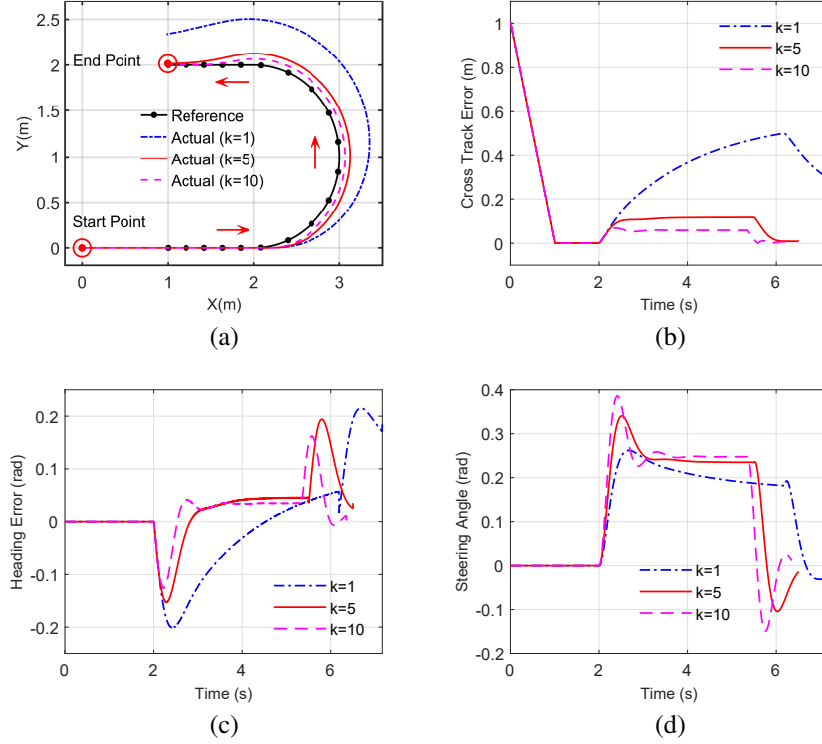 2.5
2
1.5
1
0.5
0
Y(m)
End Point
Reference
Actual (k=1)
Actual (k=5)
Actual (k=10)
Start Point
0
1
2
3
X(m)
(a)
1
0.8
0.6
0.4
0.2
0
Cross Track Error (m)
k=1
k=5
k=10
0
2
4
6
Time (s)
(b)
0.2
0.1
0
-0.1
-0.2
Heading Error (rad)
k=1
k=5
k=10
0
2
4
6
Time (s)
(c)
0.4
0.3
0.2
0.1
0
-0.1
-0.2
Steering Angle (rad)
k=1
k=5
k=10
0
2
4
6
Time (s)
(d)